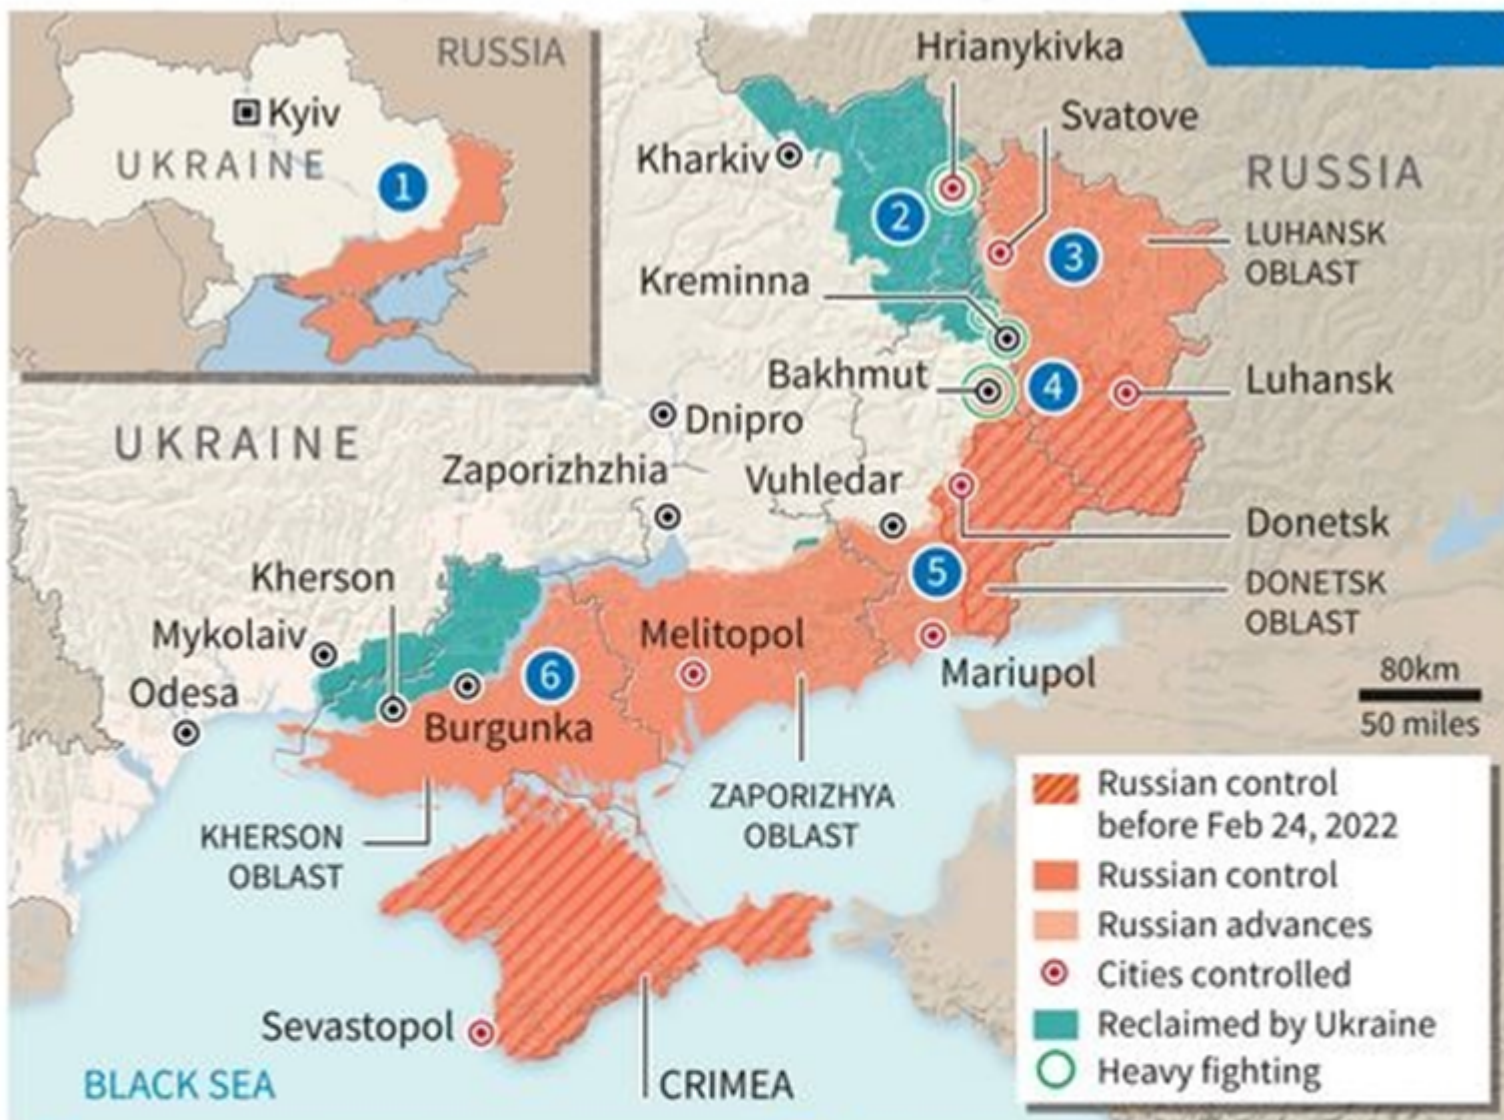 RUSSIA
Kyiv
UKRAINE
1
Hrianykivka
Svatove
Kharkiv
RUSSIA
2
3
LUHANSK
OBLAST
Kreminna
Bakhmut
4
Luhansk
Dnipro
UKRAINE
Zaporizhzhia
Vuhledar
Donetsk
Kherson
5
DONETSK
OBLAST
Mykolaiv
Melitopol
6
Mariupol
80km
50 miles
Odesa
Burgunka
ZAPORIZHYA
OBLAST
KHERSON
OBLAST
Russian control
before Feb 24, 2022
Russian control
Russian advances
Cities controlled
Reclaimed by Ukraine
Heavy fighting
Sevastopol
BLACK SEA
CRIMEA